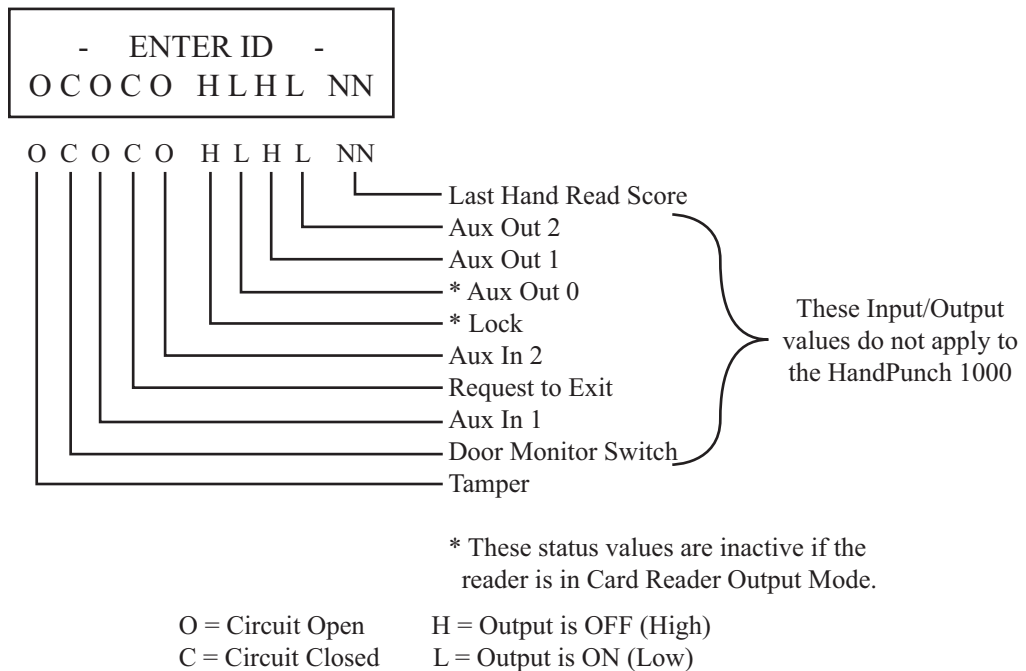 - ENTER ID -
O C O C O H L H L NN
O C O C O H L H L NN
Last Hand Read Score
Aux Out 2
Aux Out 1
* Aux Out 0
* Lock
Aux In 2
Request to Exit
Aux In 1
Door Monitor Switch
Tamper
These Input/Output
values do not apply to
the HandPunch 1000
* These status values are inactive if the
reader is in Card Reader Output Mode.
O = Circuit Open H = Output is OFF (High)
C = Circuit Closed L = Output is ON (Low)